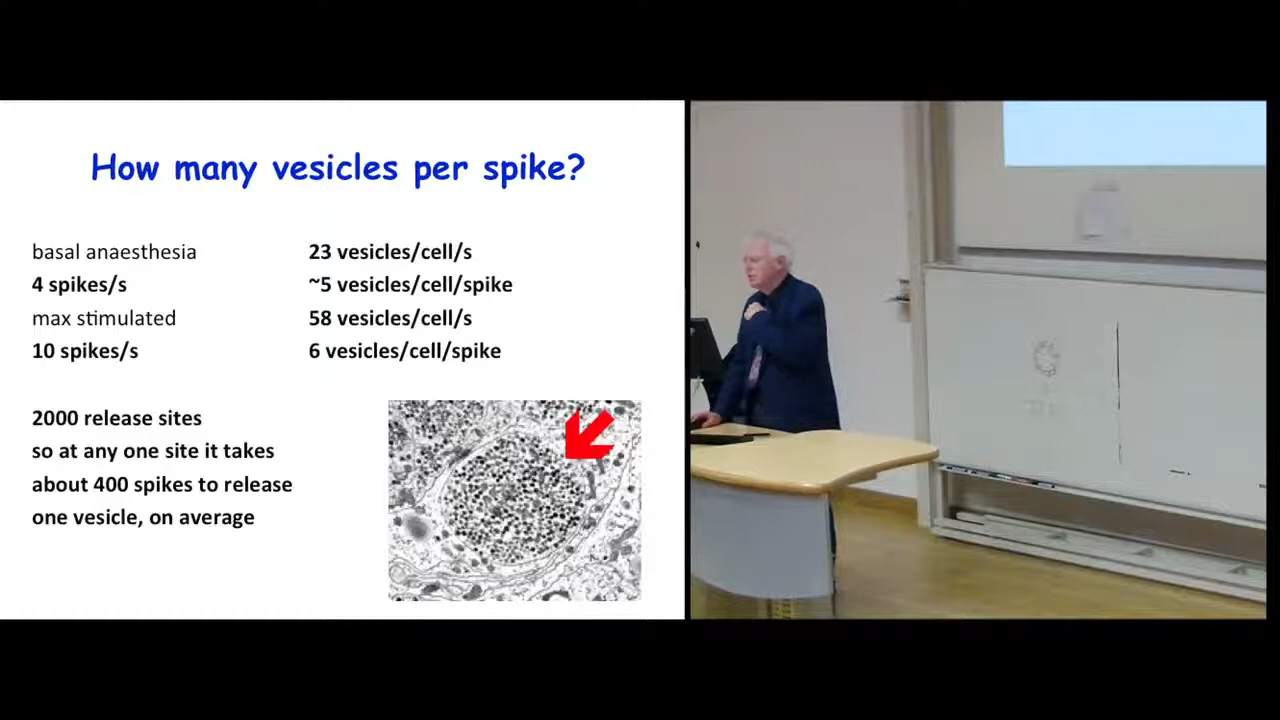 How many vesicles per spike?
basal anaesthesia 23 vesicles/cell/s
4 spikes/s ~5 vesicles/cell/spike
max stimulated 58 vesicles/cell/s
10 spikes/s 6 vesicles/cell/spike
2000 release sites
so at any one site it takes
about 400 spikes to release
one vesicle, on average